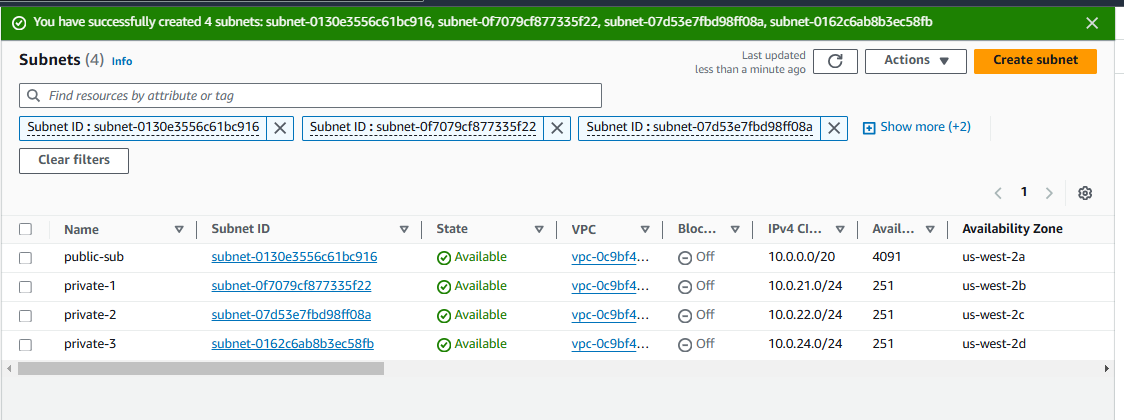 You have successfully created 4 subnets: subnet-0130e3556c61bc916, subnet-0f7079cf877335f22, subnet-07d53e7fbd98ff08a, subnet-0162c6ab8b3ec58fb
Subnets (4) Info
Last updated
less than a minute ago
Actions
Create subnet
Find resources by attribute or tag
Subnet ID : subnet-0130e3556c61bc916 Subnet ID : subnet-0f7079cf877335f22 Subnet ID : subnet-07d53e7fbd98ff08a Show more (+2)
Clear filters
1
Name Subnet ID State VPC Bloc... IPv4 CI... Avail... Availability Zone
public-sub subnet-0130e3556c61bc916 Available vpc-0c9bf4... Off 10.0.0.0/20 4091 us-west-2a
private-1 subnet-0f7079cf877335f22 Available vpc-0c9bf4... Off 10.0.21.0/24 251 us-west-2b
private-2 subnet-07d53e7fbd98ff08a Available vpc-0c9bf4... Off 10.0.22.0/24 251 us-west-2c
private-3 subnet-0162c6ab8b3ec58fb Available vpc-0c9bf4... Off 10.0.24.0/24 251 us-west-2d